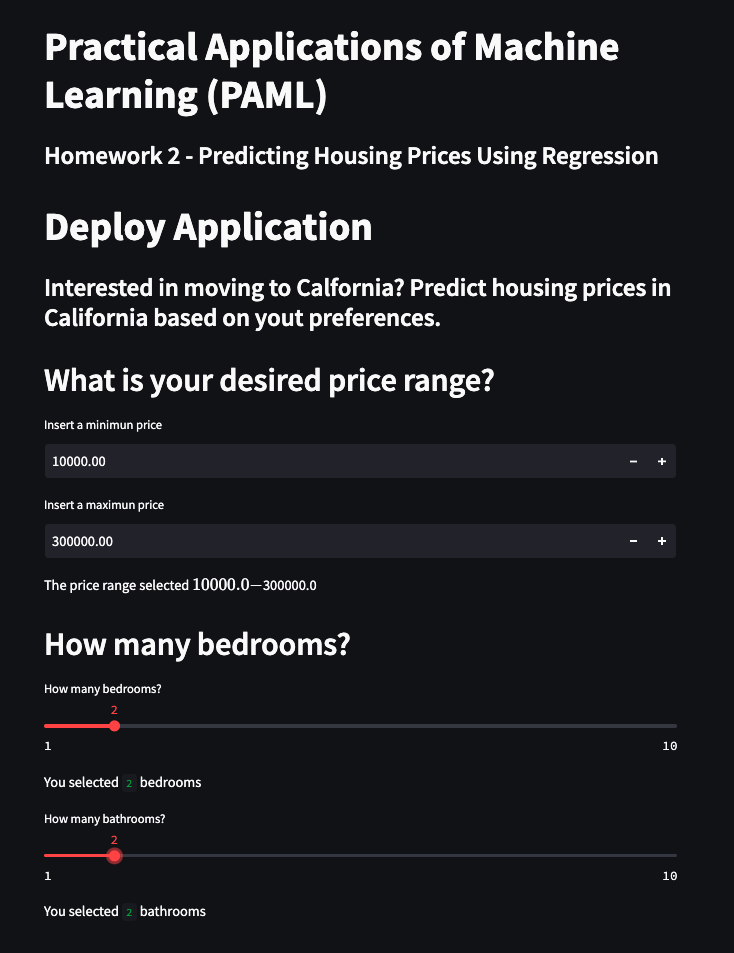 Practical Applications of Machine
Learning (PAML)
Homework 2 - Predicting Housing Prices Using Regression
Deploy Application
Interested in moving to Calfornia? Predict housing prices in
California based on yout preferences.
What is your desired price range?
Insert a minimun price
10000.00
Insert a maximun price
300000.00
The price range selected 10000.0−300000.0
How many bedrooms?
How many bedrooms?
2
1 10
You selected 2 bedrooms
How many bathrooms?
2
1 10
You selected 2 bathrooms